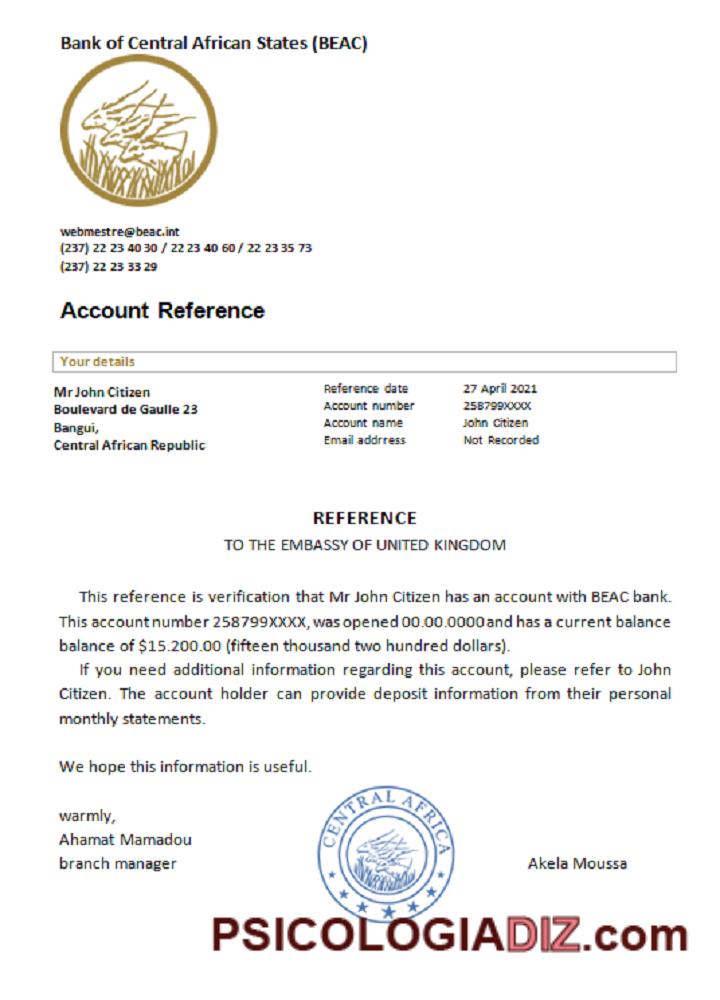 Bank of Central African States (BEAC)
webmestre@beac.int
(237) 22 23 40 30 / 22 23 40 60 / 22 23 35 73
(237) 22 23 33 29
Account Reference
Your details
Mr John Citizen
Boulevard de Gaulle 23
Bangui,
Central African Republic
Reference date 27 April 2021
Account number 258799XXXX
Account name John Citizen
Email addrress Not Recorded
REFERENCE
TO THE EMBASSY OF UNITED KINGDOM
This reference is verification that Mr John Citizen has an account with BEAC bank.
This account number 258799XXXX, was opened 00.00.0000 and has a current balance
balance of $15.200.00 (fifteen thousand two hundred dollars).
If you need additional information regarding this account, please refer to John
Citizen. The account holder can provide deposit information from their personal
monthly statements.
We hope this information is useful.
warmly,
Ahamat Mamadou
branch manager
CENTRAL AFRICA
Akela Moussa
PSICOLOGIADIZ.com